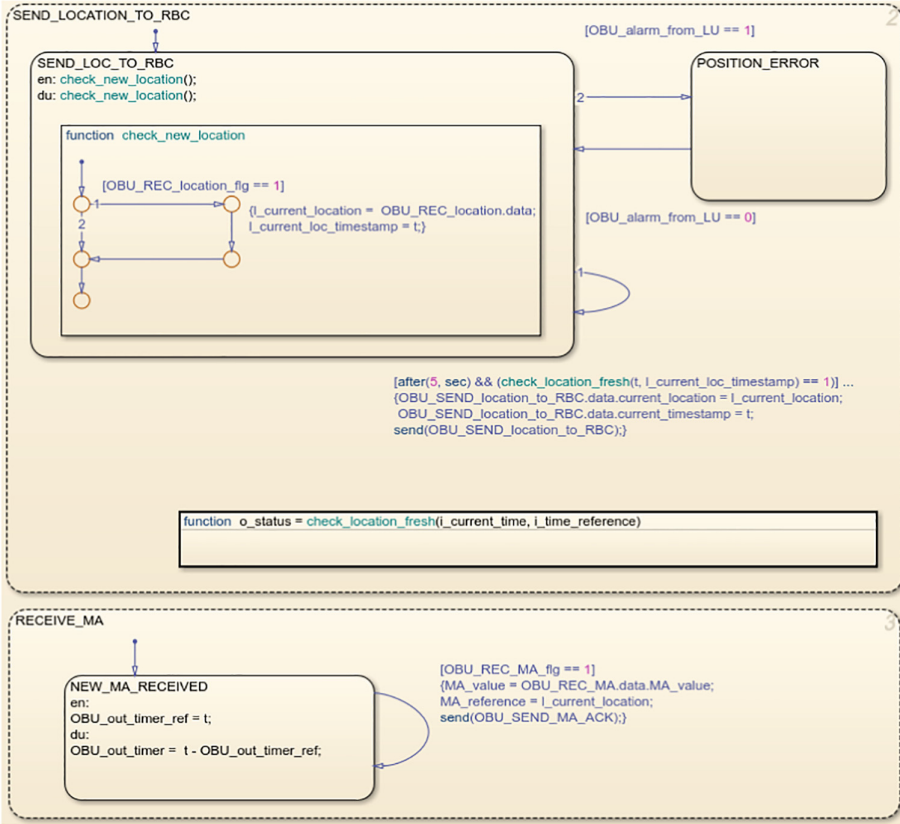 SEND_LOCATION_TO_RBC
2
[OBU_alarm_from_LU == 1]
SEND_LOC_TO_RBC
en: check_new_location();
du: check_new_location();
POSITION_ERROR
2
function check_new_location
[OBU_REC_location_flg == 1]
1
{l_current_location = OBU_REC_location.data;
l_current_loc_timestamp = t;}
2
[OBU_alarm_from_LU == 0]
1
[after(5, sec) && (check_location_fresh(t, l_current_loc_timestamp) == 1)] ...
{OBU_SEND_location_to_RBC.data.current_location = l_current_location;
OBU_SEND_location_to_RBC.data.current_timestamp = t;
send(OBU_SEND_location_to_RBC);}
function o_status = check_location_fresh(i_current_time, i_time_reference)
RECEIVE_MA
3
[OBU_REC_MA_flg == 1]
{MA_value = OBU_REC_MA.data.MA_value;
MA_reference = l_current_location;
send(OBU_SEND_MA_ACK);}
NEW_MA_RECEIVED
en:
OBU_out_timer_ref = t;
du:
OBU_out_timer = t - OBU_out_timer_ref;